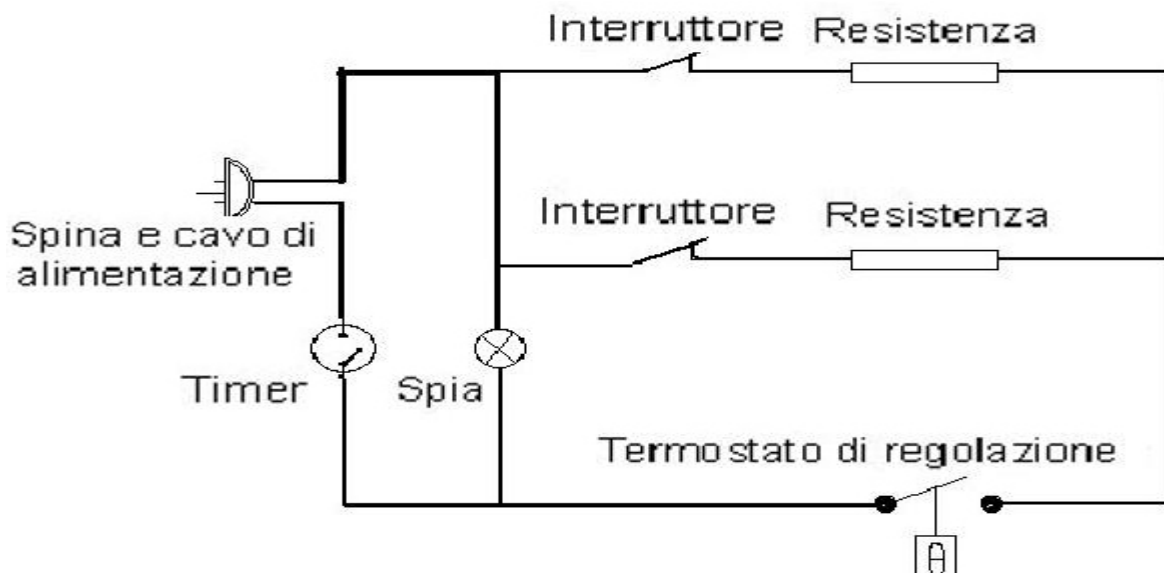 Interruttore Resistenza
Interruttore Resistenza
Spina e cavo di
alimentazione
Timer Spia
Termostato di regolazione
θ